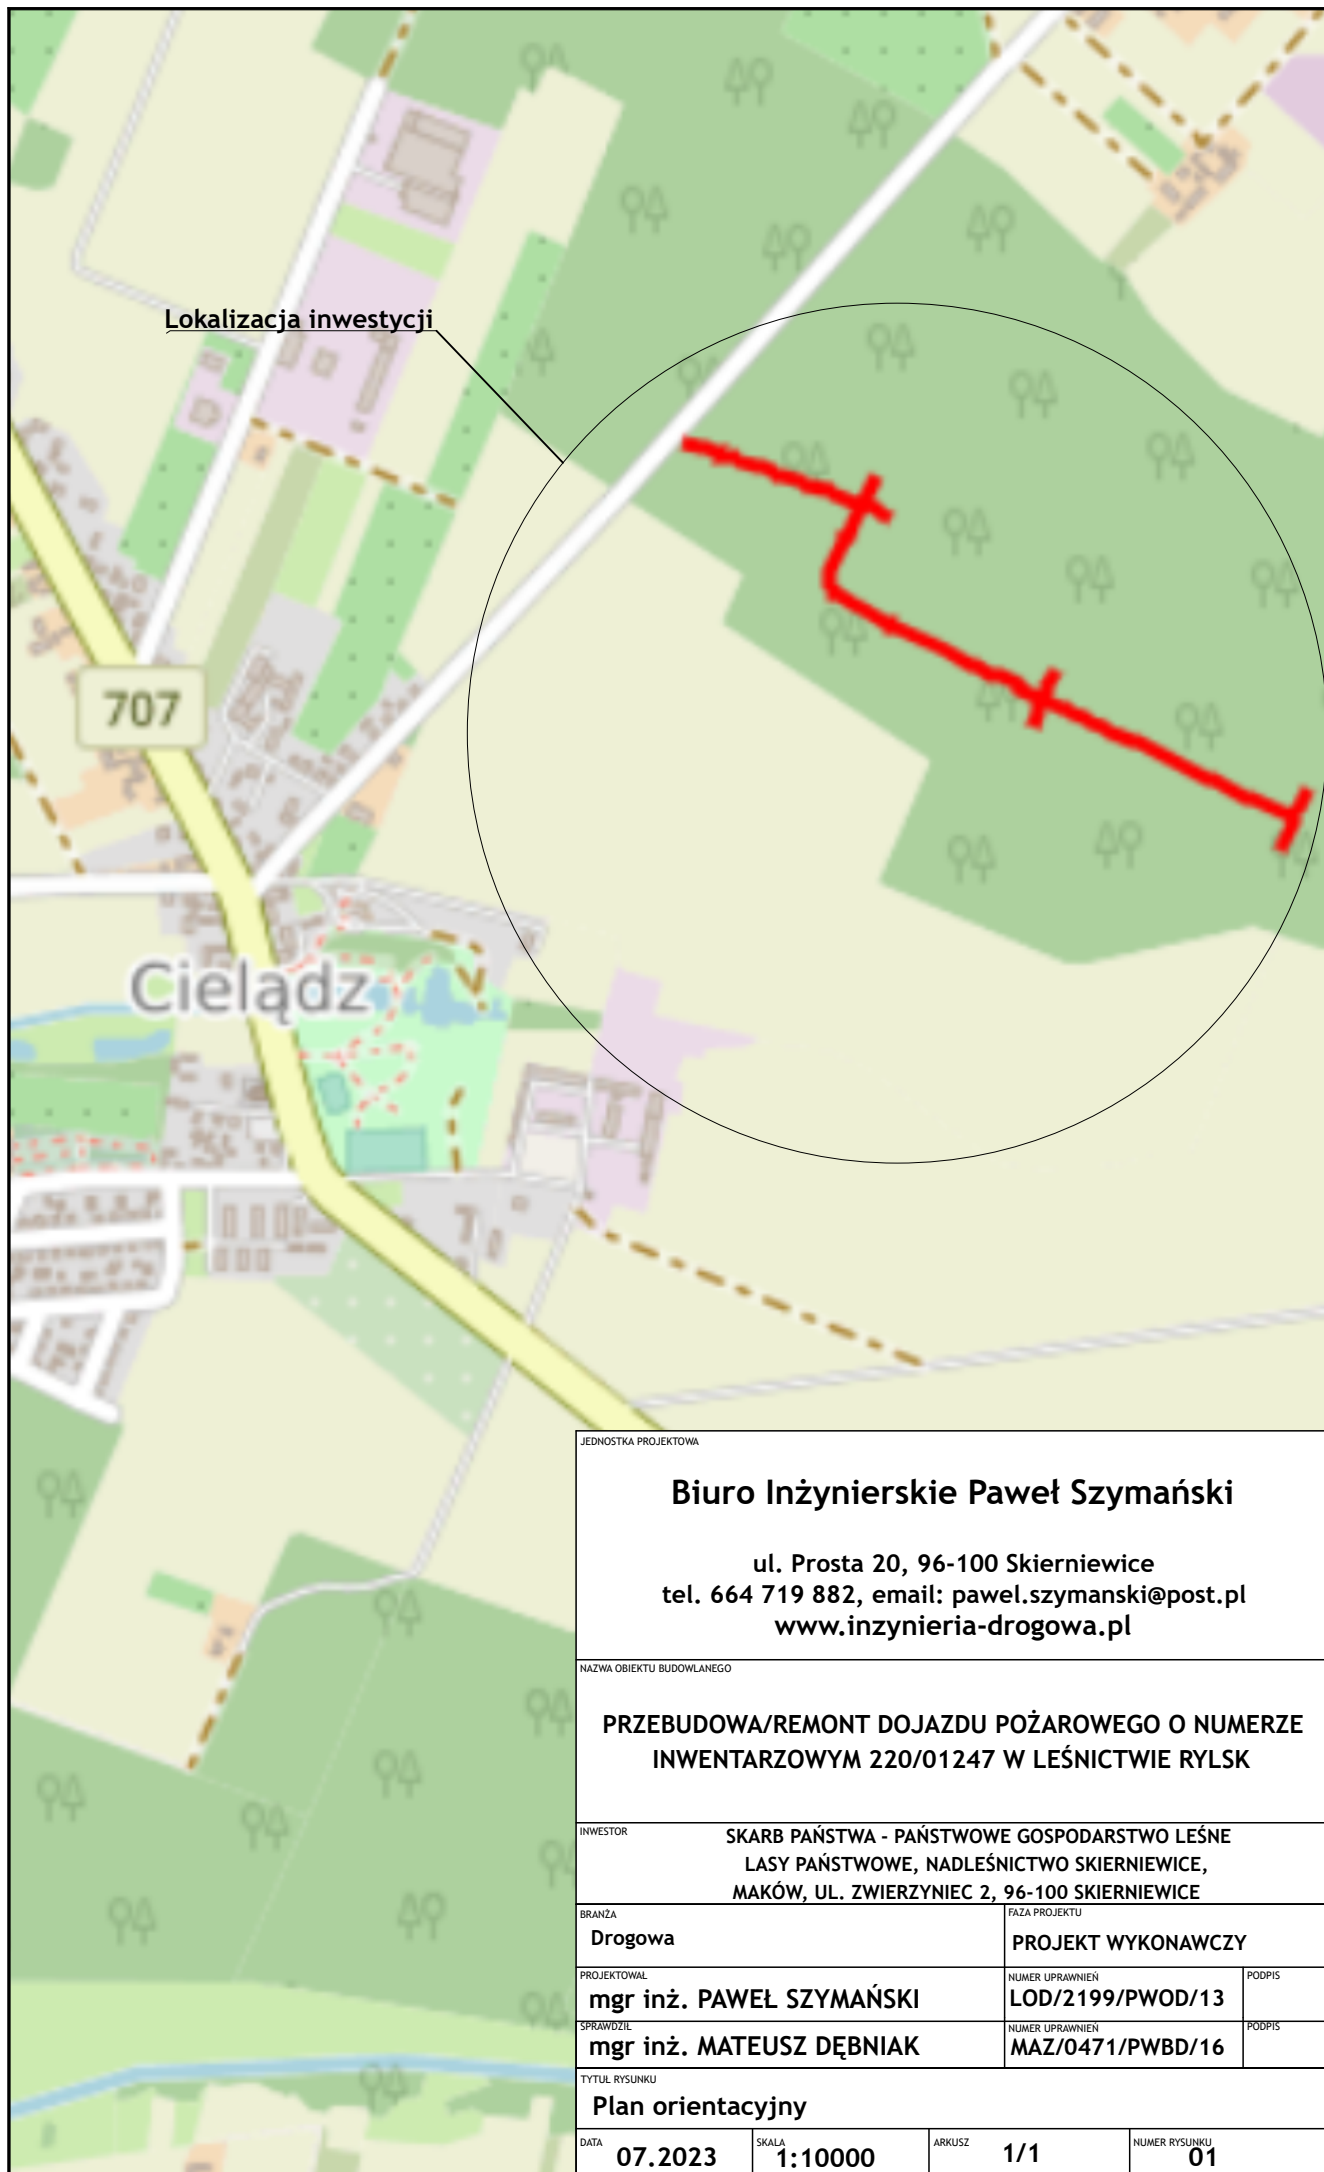 Lokalizacja inwestycji
707
Cielądz
JEDNOSTKA PROJEKTOWA
Biuro Inżynierskie Paweł Szymański
ul. Prosta 20, 96-100 Skierniewice
tel. 664 719 882, email: pawel.szymanski@post.pl
www.inzynieria-drogowa.pl
NAZWA OBIEKTU BUDOWLANEGO
PRZEBUDOWA/REMONT DOJAZDU POŻAROWEGO O NUMERZE
INWENTARZOWYM 220/01247 W LEŚNICTWIE RYLSK
INWESTOR
SKARB PAŃSTWA - PAŃSTWOWE GOSPODARSTWO LEŚNE
LASY PAŃSTWOWE, NADLEŚNICTWO SKIERNIEWICE,
MAKÓW, UL. ZWIERZYNIEC 2, 96-100 SKIERNIEWICE
BRANŻA
Drogowa
FAZA PROJEKTU
PROJEKT WYKONAWCZY
PROJEKTOWAŁ
mgr inż. PAWEŁ SZYMAŃSKI
NUMER UPRAWNIEŃ
LOD/2199/PWOD/13
PODPIS
SPRAWDZIŁ
mgr inż. MATEUSZ DĘBNIAK
NUMER UPRAWNIEŃ
MAZ/0471/PWBD/16
PODPIS
TYTUŁ RYSUNKU
Plan orientacyjny
DATA
07.2023
SKALA
1:10000
ARKUSZ
1/1
NUMER RYSUNKU
01